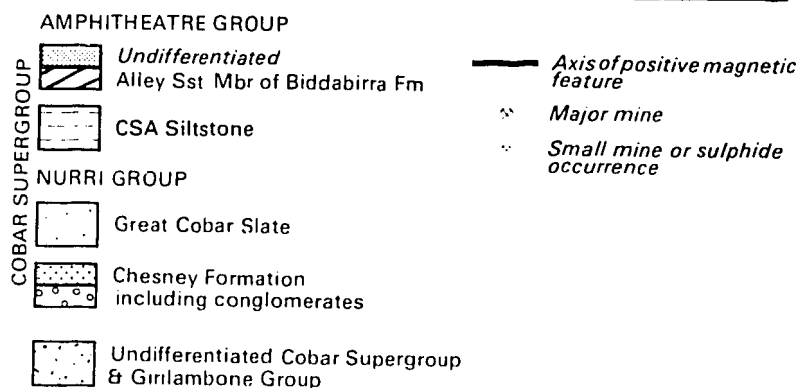 AMPHITHEATRE GROUP
Undifferentiated
Alley Sst Mbr of Biddabirra Fm
CSA Siltstone
NURRI GROUP
Great Cobar Slate
Chesney Formation
including conglomerates
Undifferentiated Cobar Supergroup
& Girilambone Group
COBAR SUPERGROUP
Axis of positive magnetic
feature
Major mine
Small mine or sulphide
occurrence